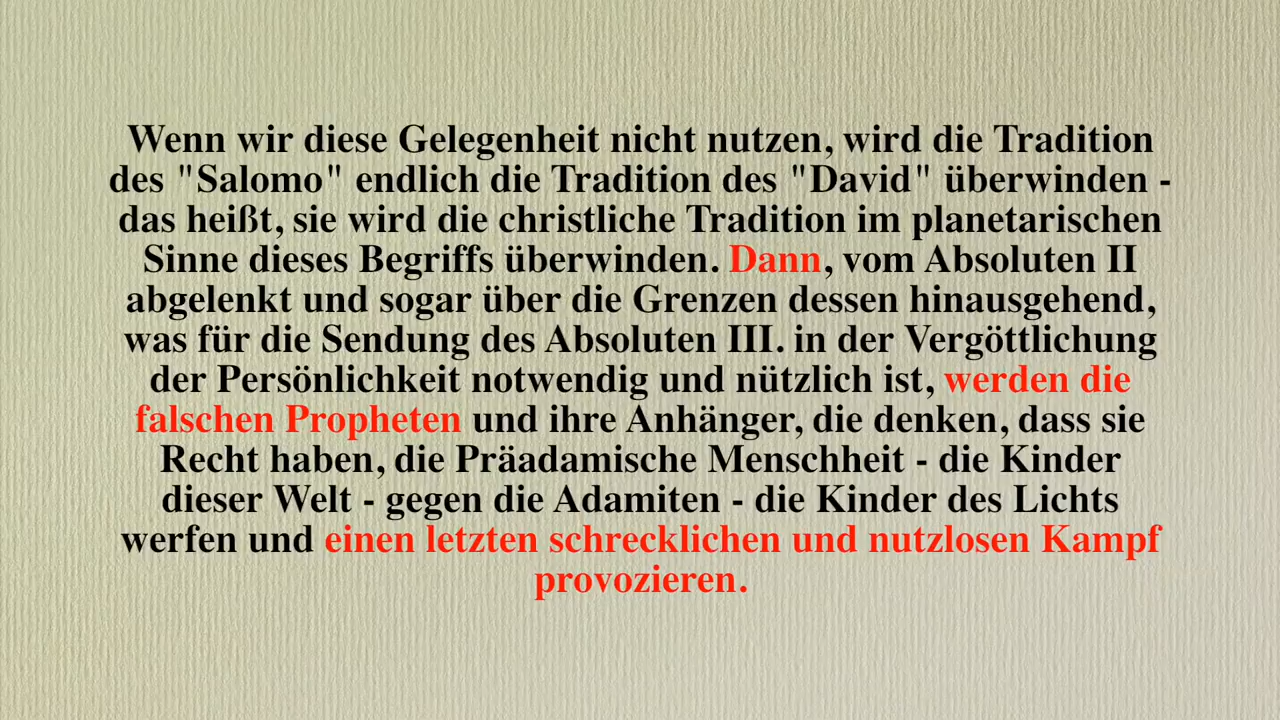 Wenn wir diese Gelegenheit nicht nutzen, wird die Tradition
des "Salomo" endlich die Tradition des "David" überwinden -
das heißt, sie wird die christliche Tradition im planetarischen
Sinne dieses Begriffs überwinden. Dann, vom Absoluten II
abgelenkt und sogar über die Grenzen dessen hinausgehend,
was für die Sendung des Absoluten III. in der Vergöttlichung
der Persönlichkeit notwendig und nützlich ist, werden die
falschen Propheten und ihre Anhänger, die denken, dass sie
Recht haben, die Präadamische Menschheit - die Kinder
dieser Welt - gegen die Adamiten - die Kinder des Lichts
werfen und einen letzten schrecklichen und nutzlosen Kampf
provozieren.